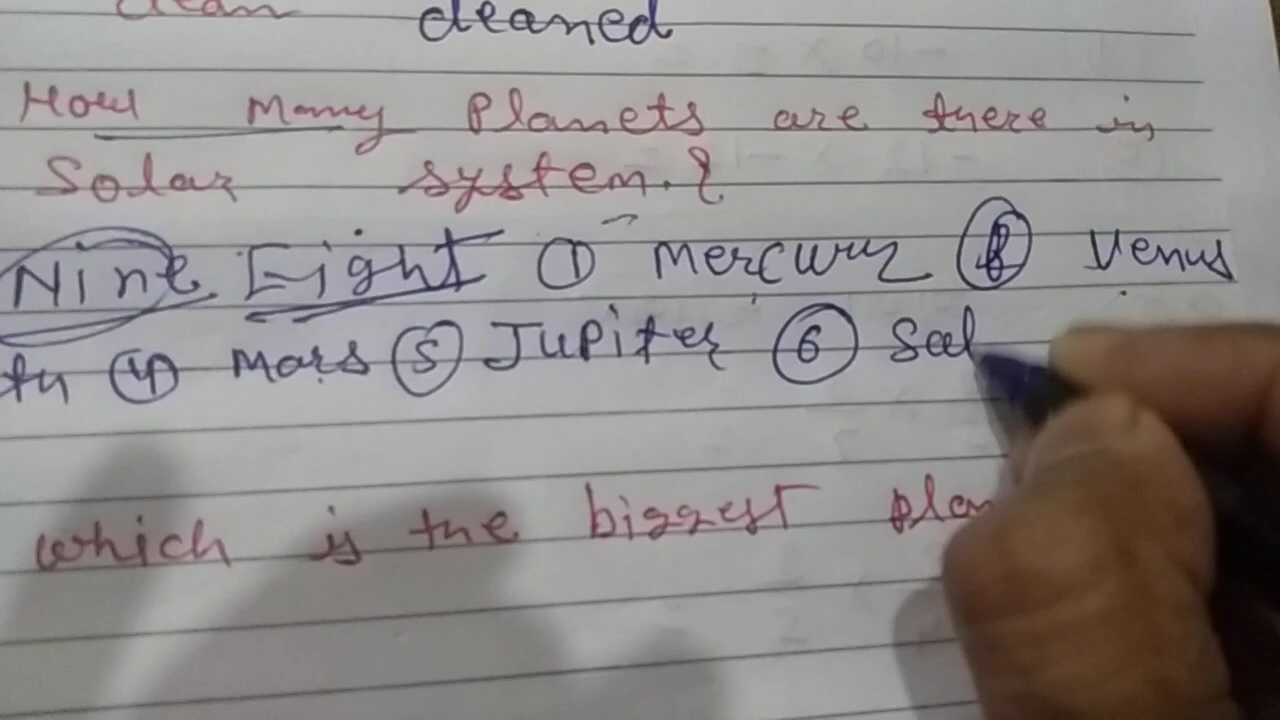 clean cleaned
How Many Planets are there in
Solar system.?
Nine Eight ① Mercury Venus
④ Mars ⑤ Jupiter ⑥
which is the biggest